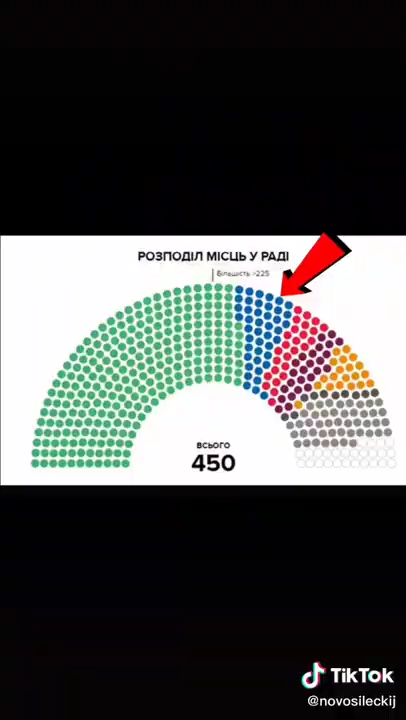 РОЗПОДІЛ МІСЦЬ У РАДІ
Більшість >225
ВСЬОГО
450
TikTok
@novosileckij